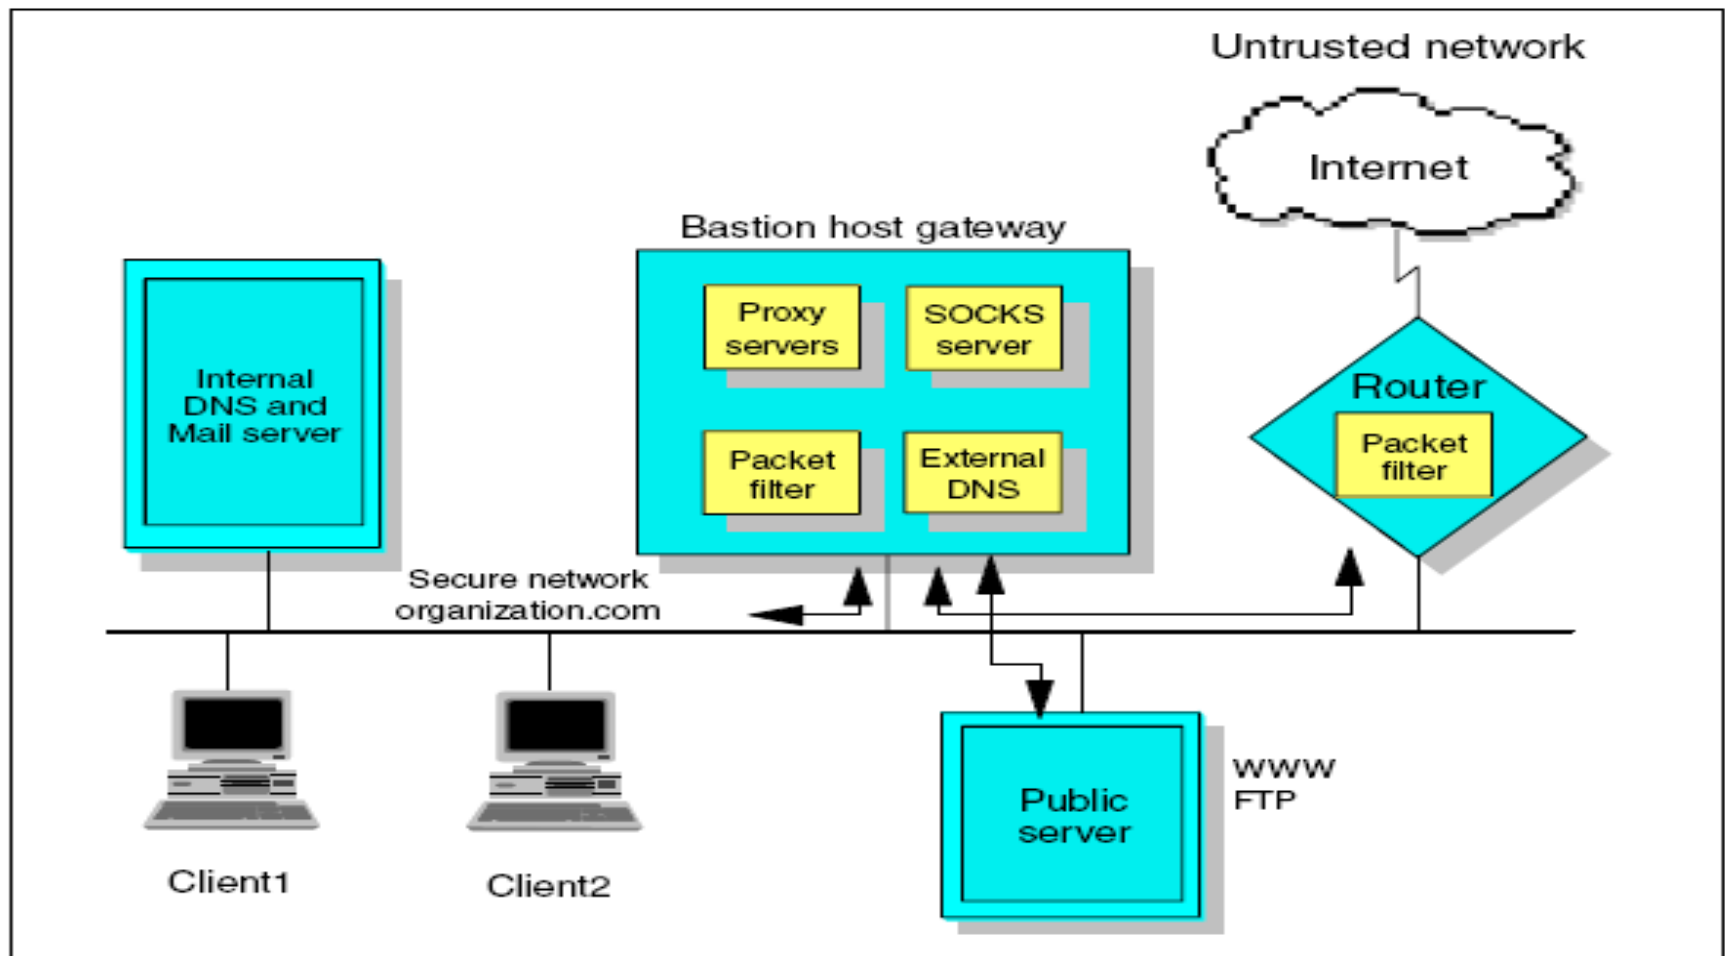 Untrusted network
Internet
Bastion host gateway
Proxy
servers
SOCKS
server
Internal
DNS and
Mail server
Router
Packet
filter
External
DNS
Packet
filter
Secure network
organization.com
Public
server
WWW
FTP
Client1
Client2